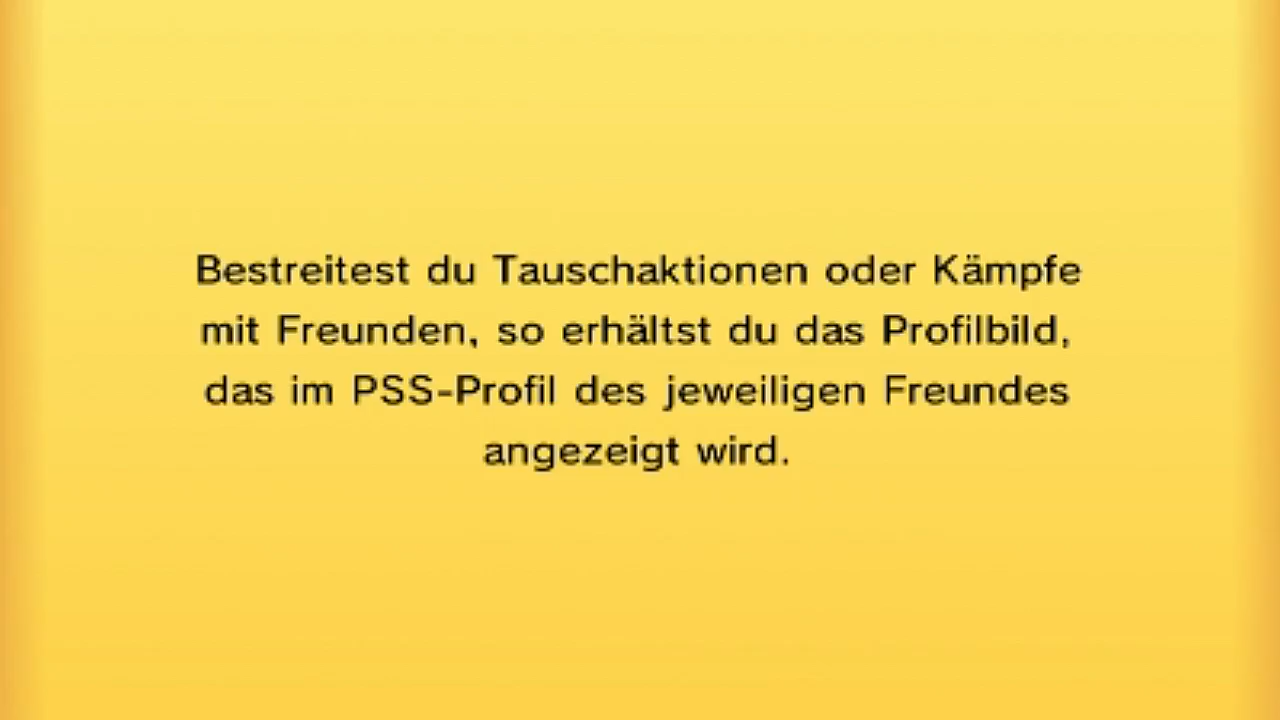 Bestreitest du Tauschaktionen oder Kämpfe
mit Freunden, so erhältst du das Profilbild,
das im PSS-Profil des jeweiligen Freundes
angezeigt wird.